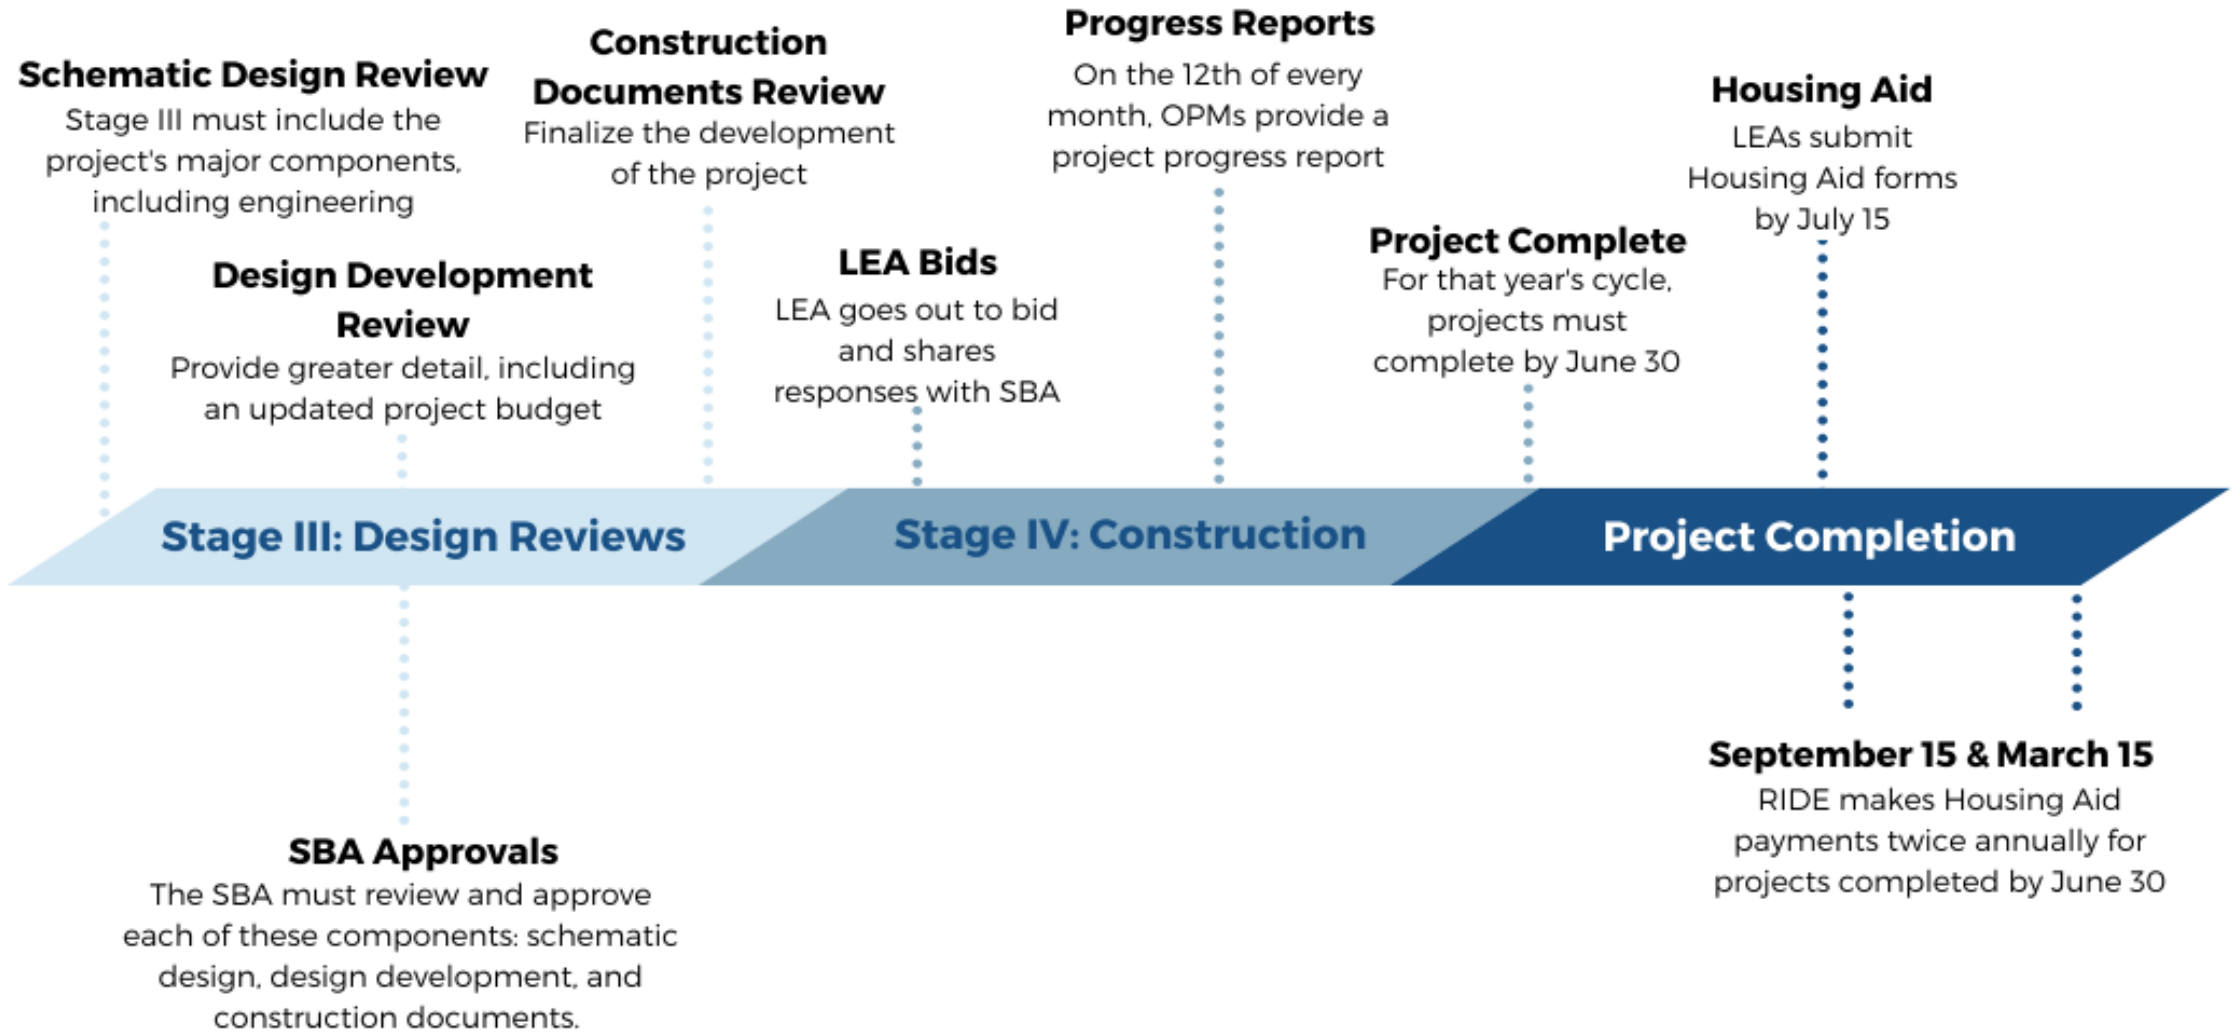 Schematic Design Review
Stage III must include the
project's major components,
including engineering
Design Development
Review
Provide greater detail, including
an updated project budget
Construction
Documents Review
Finalize the development
of the project
LEA Bids
LEA goes out to bid
and shares
responses with SBA
Progress Reports
On the 12th of every
month, OPMs provide a
project progress report
Project Complete
For that year's cycle,
projects must
complete by June 30
Housing Aid
LEAs submit
Housing Aid forms
by July 15
Stage III: Design Reviews
Stage IV: Construction
Project Completion
SBA Approvals
The SBA must review and approve
each of these components: schematic
design, design development, and
construction documents.
September 15 & March 15
RIDE makes Housing Aid
payments twice annually for
projects completed by June 30